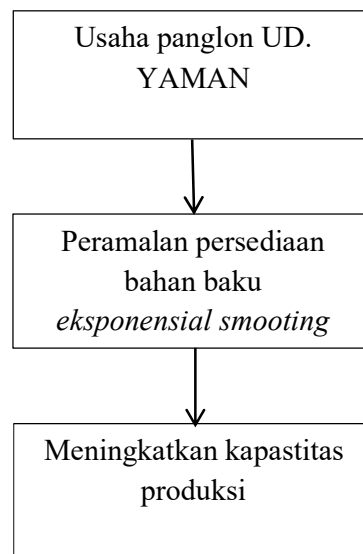 Usaha panglon UD.
YAMAN
Peramalan persediaan
bahan baku
eksponensial smooting
Meningkatkan kapastitas
produksi